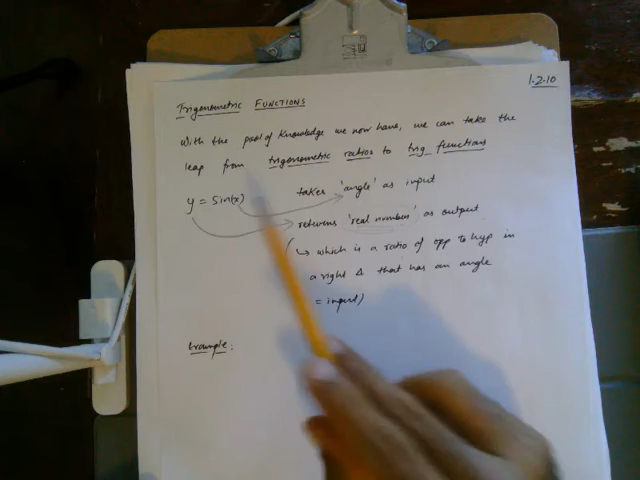 1.2.10
Trigonometric FUNCTIONS
With the pool of knowledge we now have, we can take the
leap from trigonometric ratios to trig functions
y = Sin(x) takes 'angle' as input
returns 'real number' as output
(↳ which is a ratio of opp to hyp in
a right Δ that has an angle
= input)
Example: